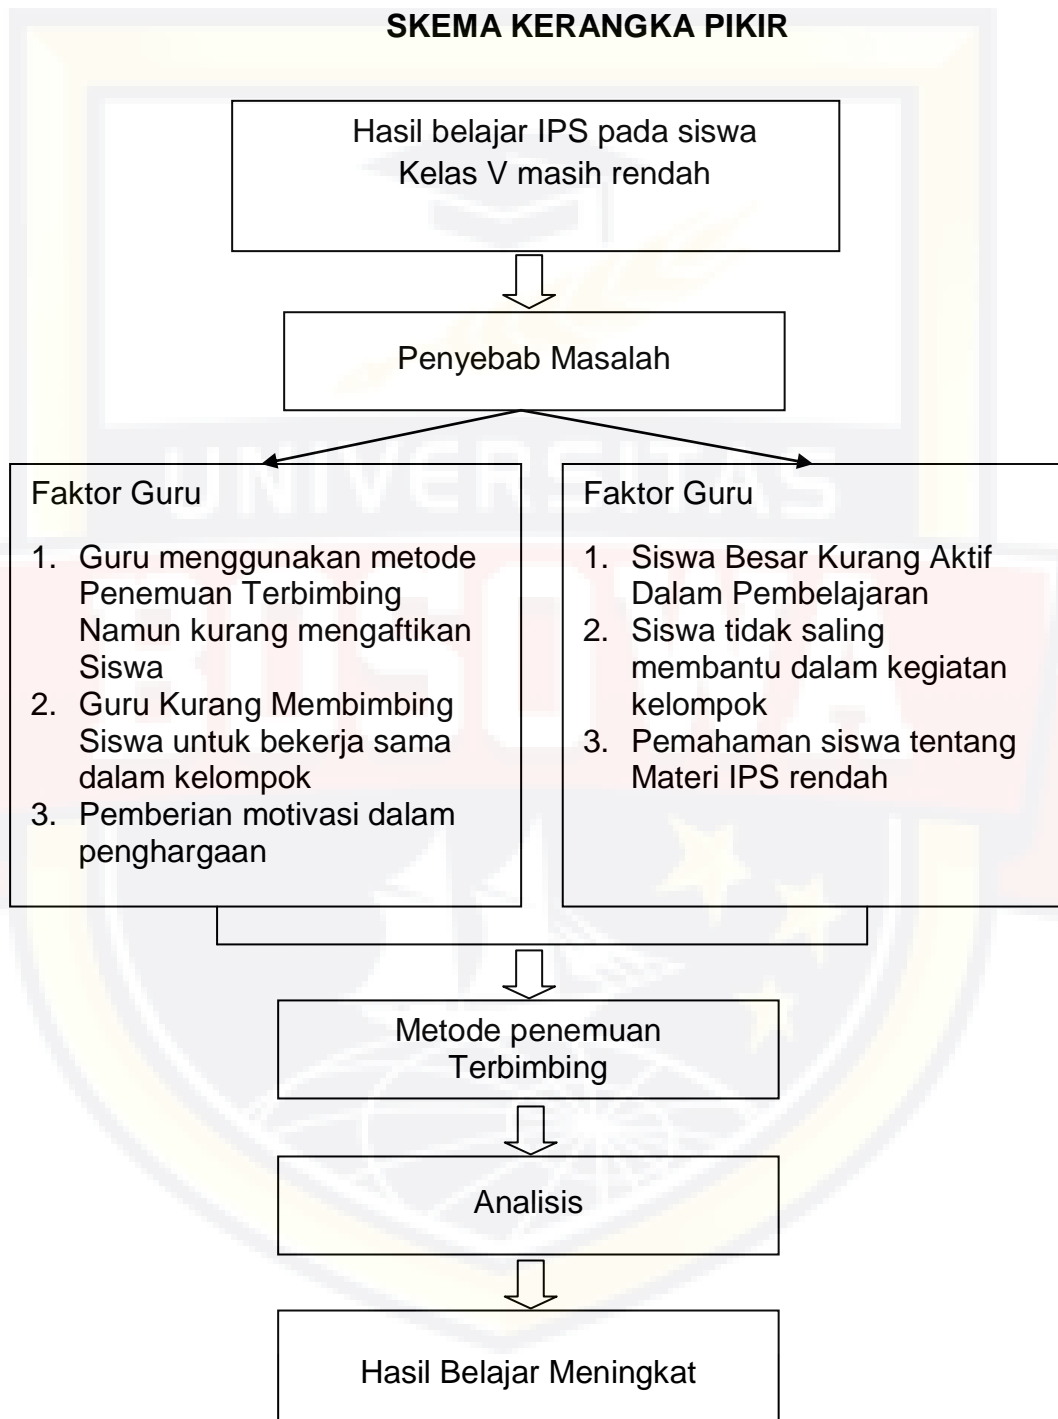 SKEMA KERANGKA PIKIR
Hasil belajar IPS pada siswa
Kelas V masih rendah
Penyebab Masalah
Faktor Guru
1. Guru menggunakan metode
Penemuan Terbimbing
Namun kurang mengaftikan
Siswa
2. Guru Kurang Membimbing
Siswa untuk bekerja sama
dalam kelompok
3. Pemberian motivasi dalam
penghargaan
Faktor Guru
1. Siswa Besar Kurang Aktif
Dalam Pembelajaran
2. Siswa tidak saling
membantu dalam kegiatan
kelompok
3. Pemahaman siswa tentang
Materi IPS rendah
Metode penemuan
Terbimbing
Analisis
Hasil Belajar Meningkat
UNIVERSITAS
BOSOWA